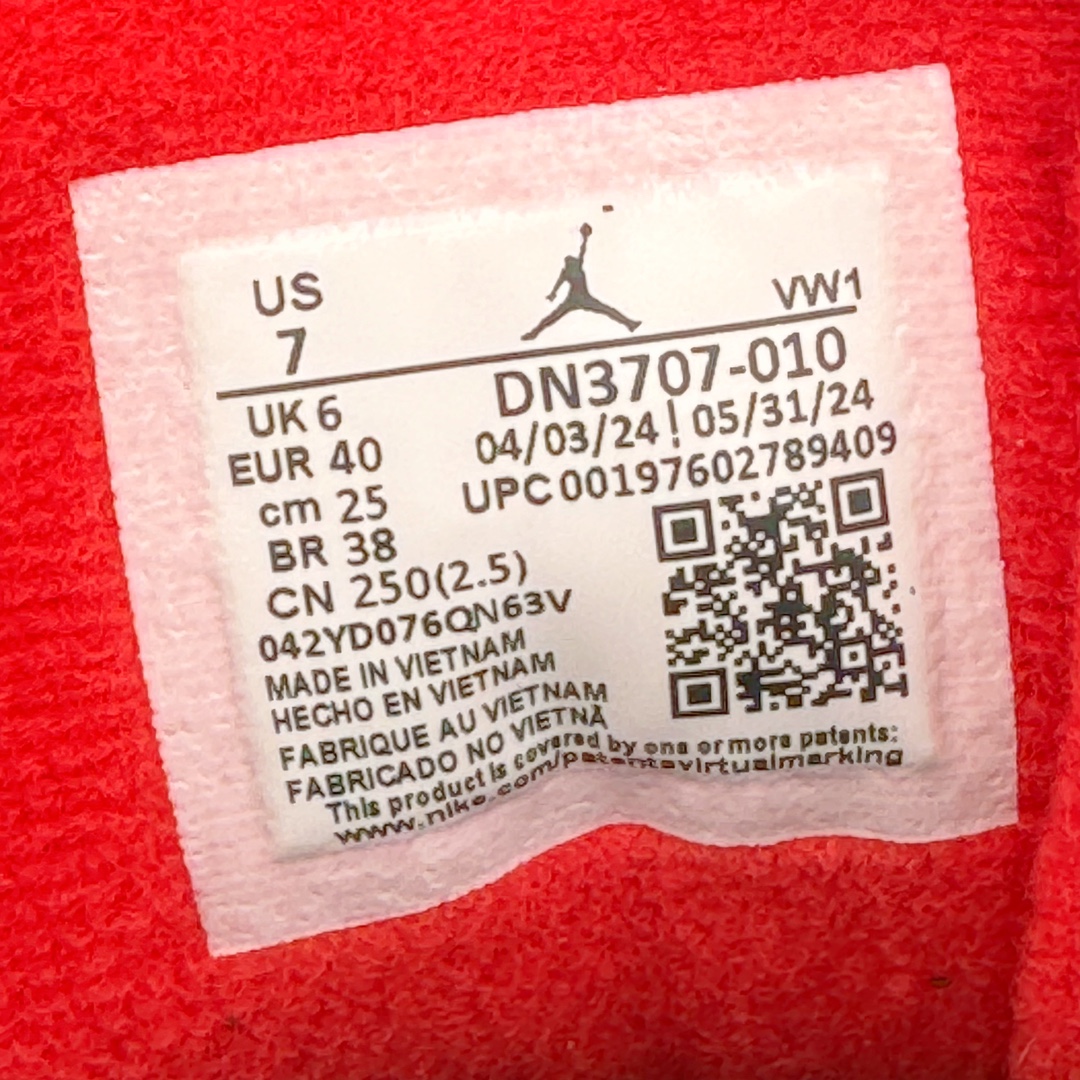 US
7
VW1
UK 6
EUR 40
cm 25
BR 38
CN 250(2.5)
DN3707-010
04/03/24 | 05/31/24
UPC 00197602789409
042YD076QN63V
MADE IN VIETNAM
HECHO EN VIETNAM
FABRIQUE AU VIETNAM
FABRICADO NO VIETNÃ
This product is covered by one or more patents:
www.nike.com/patentsvirtualmarking